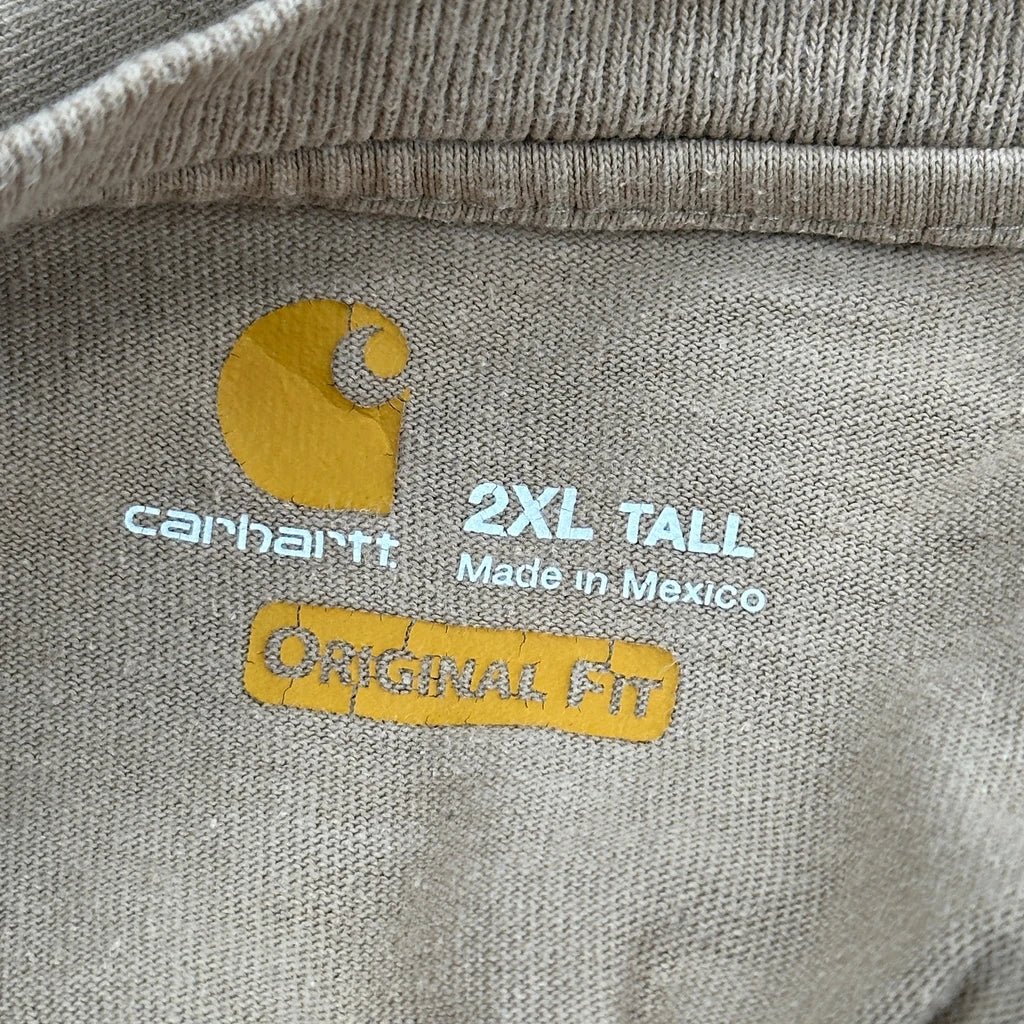 carhartt.
2XL TALL
Made in Mexico
ORIGINAL FIT